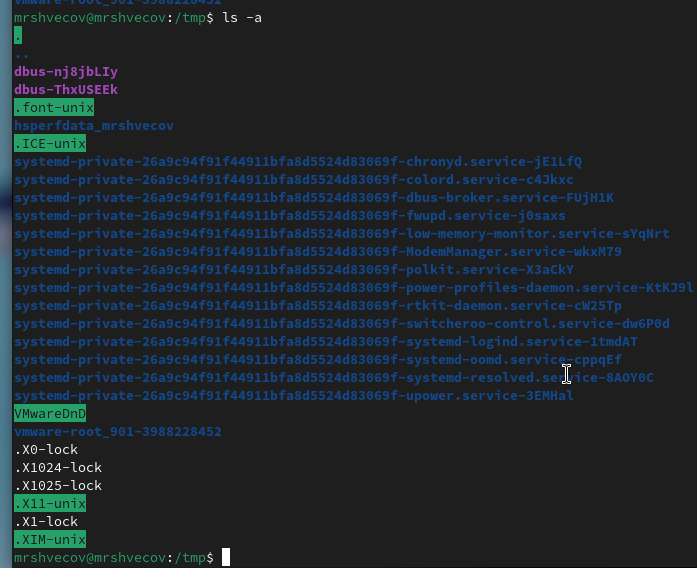 vmware-root_901-3988228452
mrshvecov@mrshvecov:/tmp$ ls -a
.
..
dbus-nj8jbLIy
dbus-ThxUSEEk
.font-unix
hsperfdata_mrshvecov
.ICE-unix
systemd-private-26a9c94f91f44911bfa8d5524d83069f-chronyd.service-jE1LfQ
systemd-private-26a9c94f91f44911bfa8d5524d83069f-colord.service-c4Jkxc
systemd-private-26a9c94f91f44911bfa8d5524d83069f-dbus-broker.service-FUjH1K
systemd-private-26a9c94f91f44911bfa8d5524d83069f-fwupd.service-j0saxs
systemd-private-26a9c94f91f44911bfa8d5524d83069f-low-memory-monitor.service-sYqNrt
systemd-private-26a9c94f91f44911bfa8d5524d83069f-ModemManager.service-wkxM79
systemd-private-26a9c94f91f44911bfa8d5524d83069f-polkit.service-X3aCkY
systemd-private-26a9c94f91f44911bfa8d5524d83069f-power-profiles-daemon.service-KtKJ9l
systemd-private-26a9c94f91f44911bfa8d5524d83069f-rtkit-daemon.service-cW25Tp
systemd-private-26a9c94f91f44911bfa8d5524d83069f-switcheroo-control.service-dw6P0d
systemd-private-26a9c94f91f44911bfa8d5524d83069f-systemd-logind.service-1tmdAT
systemd-private-26a9c94f91f44911bfa8d5524d83069f-systemd-oomd.service-cppqEf
systemd-private-26a9c94f91f44911bfa8d5524d83069f-systemd-resolved.service-8AOY0C
systemd-private-26a9c94f91f44911bfa8d5524d83069f-upower.service-3EMHal
VMwareDnD
vmware-root_901-3988228452
.X0-lock
.X1024-lock
.X1025-lock
.X11-unix
.X1-lock
.XIM-unix
mrshvecov@mrshvecov:/tmp$